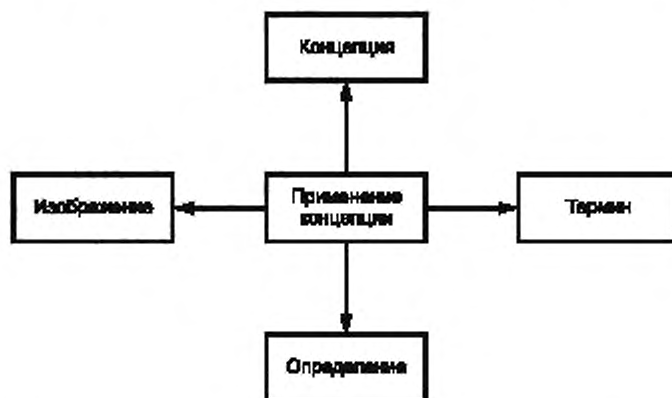 Концепция
Изображение
Применение
концепции
Термин
Определение